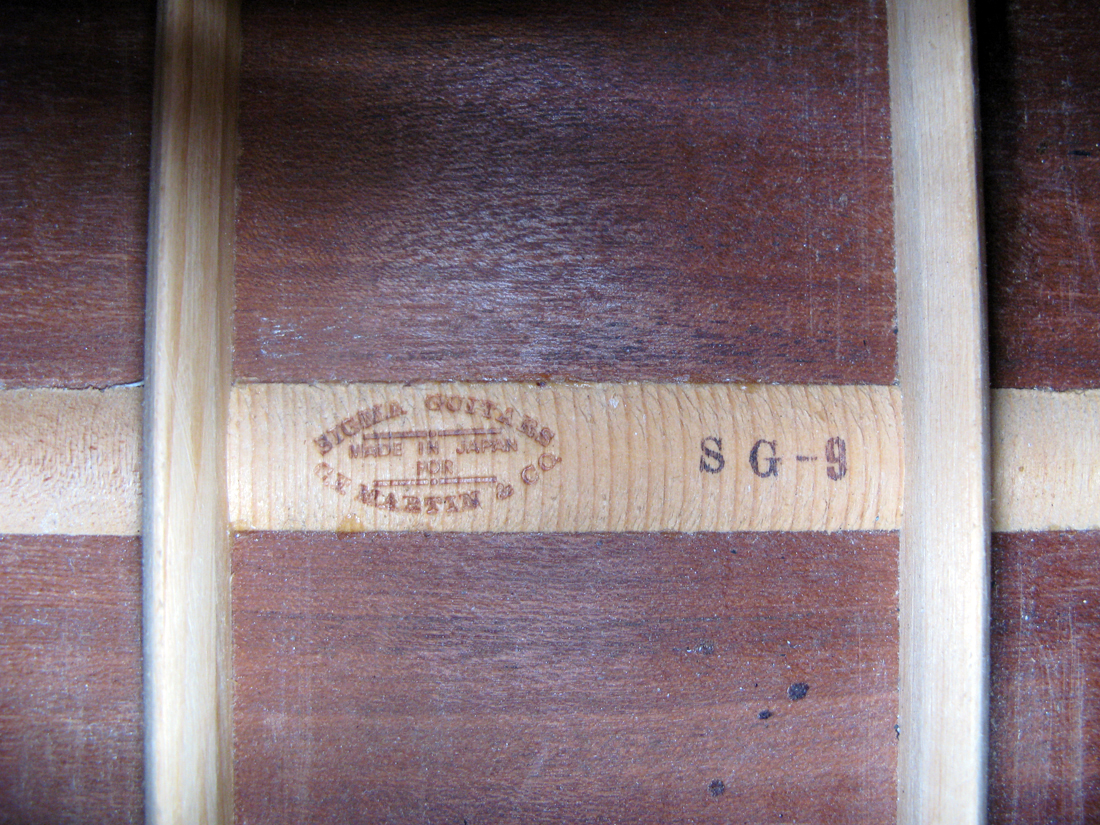 SIGMA GUITARS
MADE IN JAPAN
FOR
C.F. MARTIN & CO.
SG-9